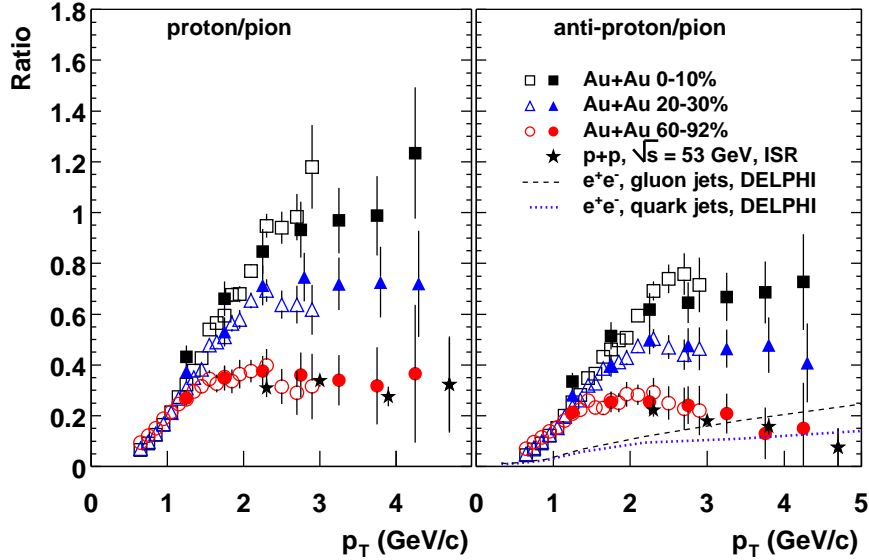 proton/pion
anti-proton/pion
Ratio
1.8
1.6
1.4
1.2
1
0.8
0.6
0.4
0.2
0
Au+Au 0-10%
Au+Au 20-30%
Au+Au 60-92%
p+p, √s = 53 GeV, ISR
e+e-, gluon jets, DELPHI
e+e-, quark jets, DELPHI
0 1 2 3 4 0 1 2 3 4 5
pT (GeV/c) pT (GeV/c)